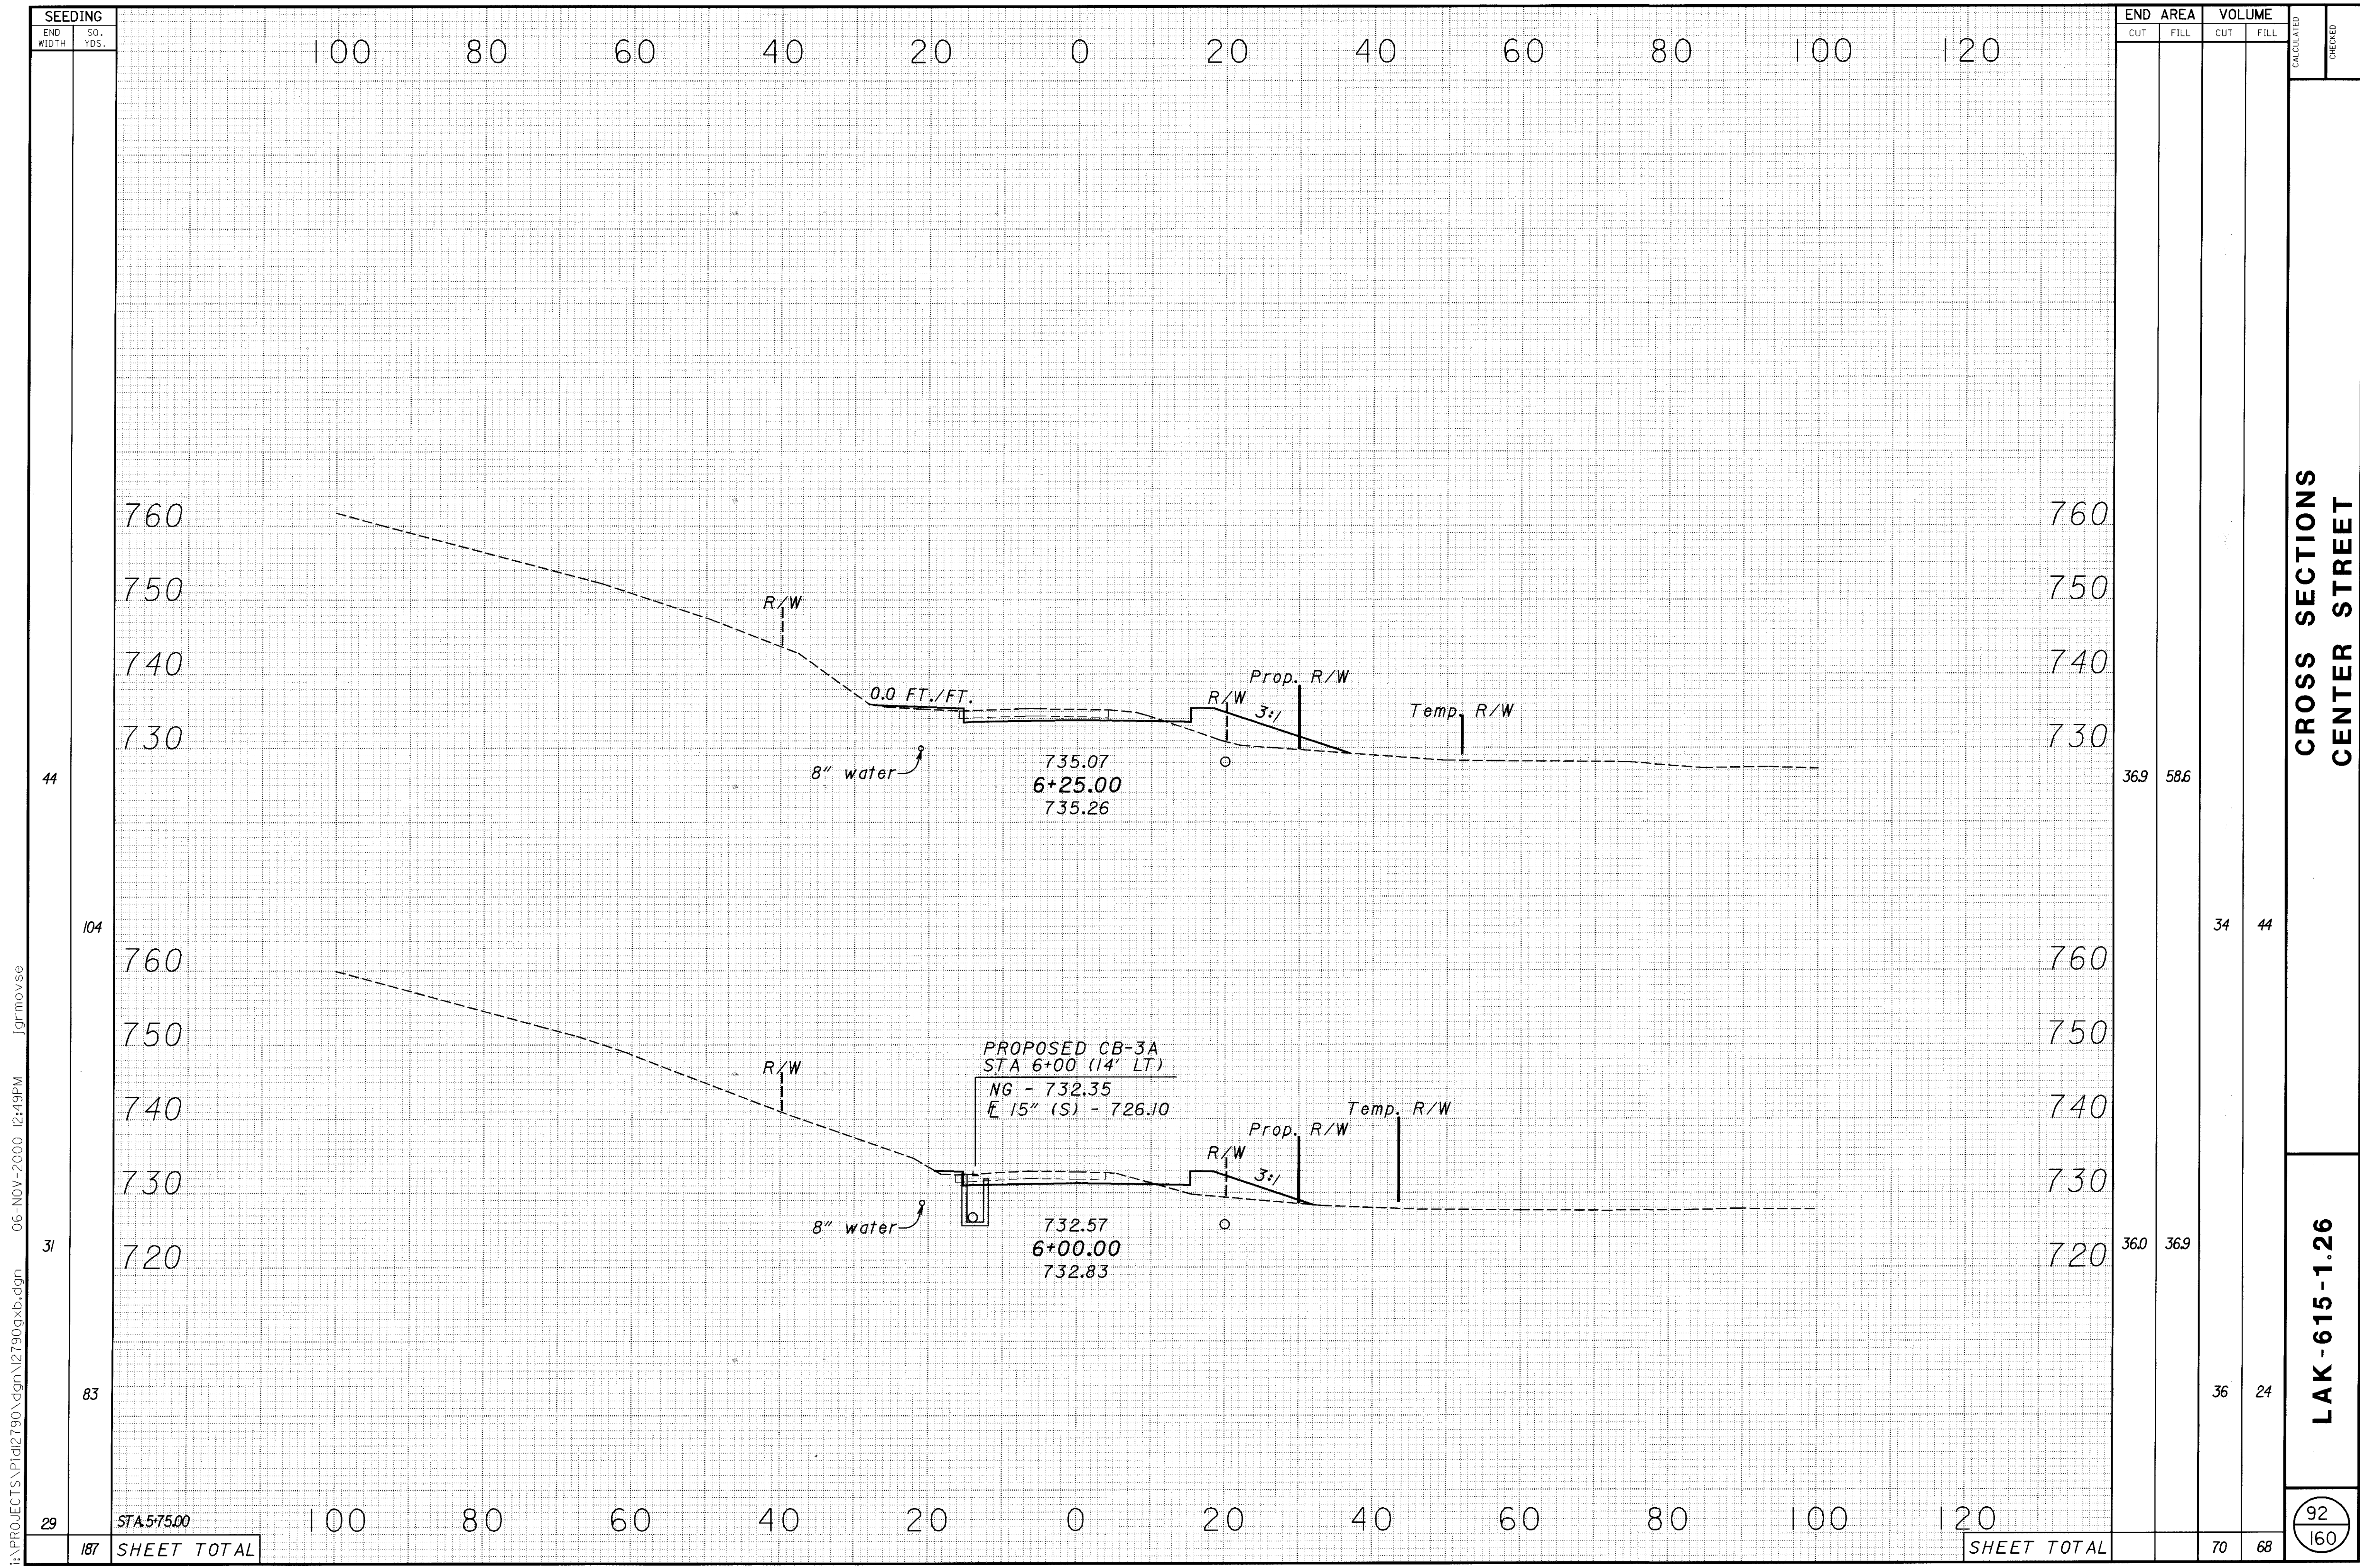 SEEDING
END WIDTH
SQ. YDS.
END AREA
VOLUME
CUT
FILL
CUT
FILL
CALCULATED
CHECKED
100 80 60 40 20 0 20 40 60 80 100 120
760 760
750 750
R/W
740 740
Prop. R/W
0.0 FT./FT.
R/W
3:1
Temp. R/W
730 730
8" water
735.07
6+25.00
735.26
44
36.9 58.6
104
34 44
760 760
750 750
PROPOSED CB-3A
STA 6+00 (14' LT)
R/W
NG - 732.35
15" (S) - 726.10
740 740
Temp. R/W
Prop. R/W
R/W
3:1
730 730
8" water
732.57
6+00.00
732.83
31
720 720
36.0 36.9
83
36 24
29
STA.5+75.00
100 80 60 40 20 0 20 40 60 80 100 120
187 SHEET TOTAL
SHEET TOTAL 70 68
CROSS SECTIONS
CENTER STREET
LAK-615-1.26
92
160
i:\PROJECTS\Pid12790\dgn\12790gxb.dgn 06-NOV-2000 12:49PM jgrmovse